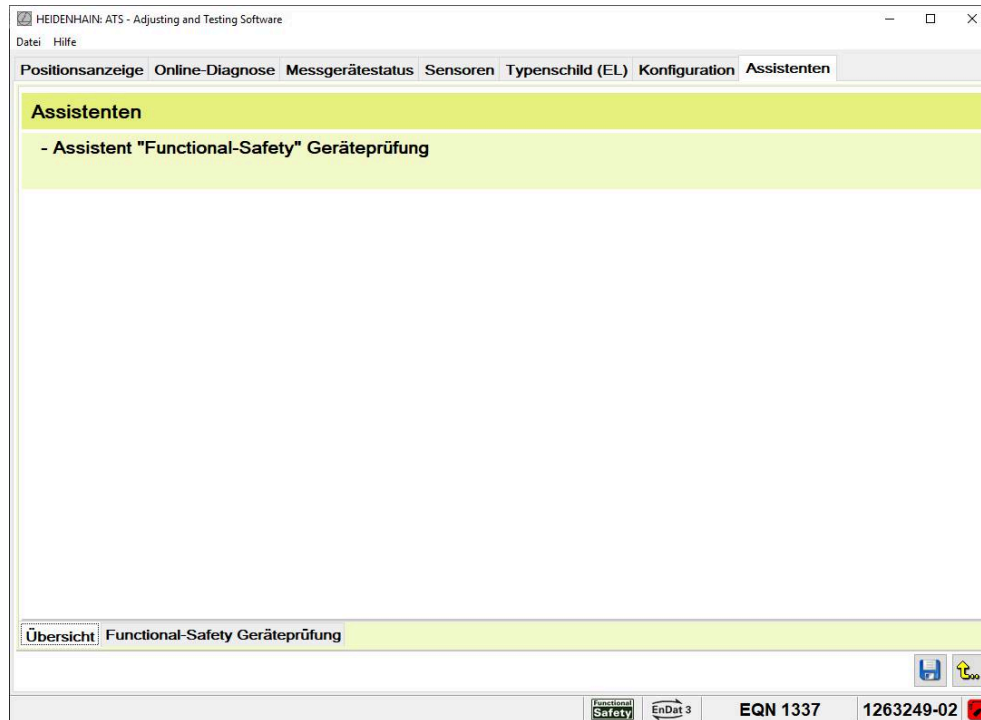 HEIDENHAIN: ATS - Adjusting and Testing Software
Datei Hilfe
Positionsanzeige Online-Diagnose Messgerätestatus Sensoren Typenschild (EL) Konfiguration Assistenten
Assistenten
- Assistent "Functional-Safety" Geräteprüfung
Übersicht Functional-Safety Geräteprüfung
Functional
Safety EnDat 3 EQN 1337 1263249-02